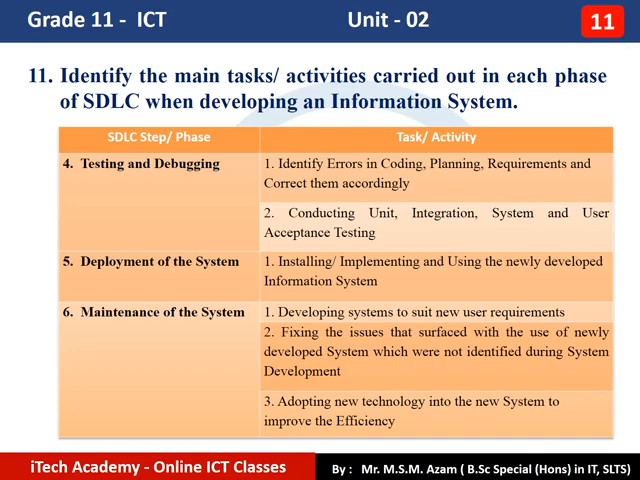 Grade 11 - ICT
Unit - 02
11
11. Identify the main tasks/ activities carried out in each phase
of SDLC when developing an Information System.
SDLC Step/ Phase
Task/ Activity
4. Testing and Debugging
1. Identify Errors in Coding, Planning, Requirements and
Correct them accordingly
2. Conducting Unit, Integration, System and User
Acceptance Testing
5. Deployment of the System
1. Installing/ Implementing and Using the newly developed
Information System
6. Maintenance of the System
1. Developing systems to suit new user requirements
2. Fixing the issues that surfaced with the use of newly
developed System which were not identified during System
Development
3. Adopting new technology into the new System to
improve the Efficiency
iTech Academy - Online ICT Classes
By : Mr. M.S.M. Azam ( B.Sc Special (Hons) in IT, SLTS)